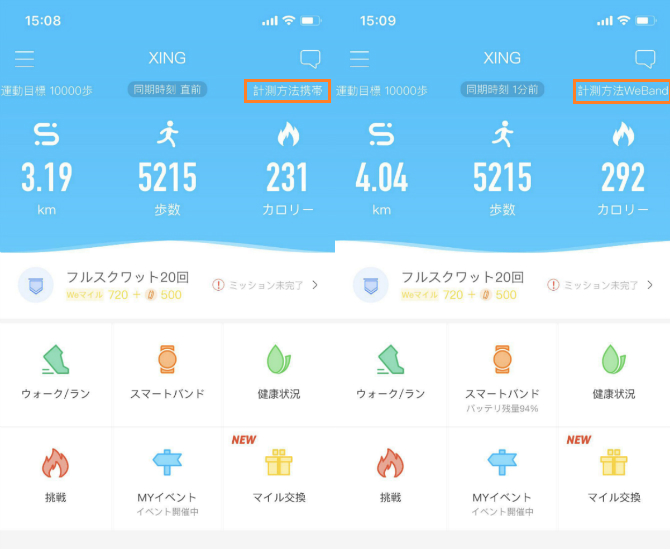 15:08
XING
運動目標 10000歩
同期時刻 直前
計測方法携帯
3.19
5215
231
km
歩数
カロリー
フルスクワット20回
Weマイル 720 + 500
ミッション未完了
ウォーク/ラン
スマートバンド
健康状況
NEW
挑戦
MYイベント
マイル交換
イベント開催中
15:09
XING
運動目標 10000歩
同期時刻 1分前
計測方法WeBand
4.04
5215
292
km
歩数
カロリー
フルスクワット20回
Weマイル 720 + 500
ミッション未完了
ウォーク/ラン
スマートバンド
健康状況
バッテリ残量94%
NEW
挑戦
MYイベント
マイル交換
イベント開催中